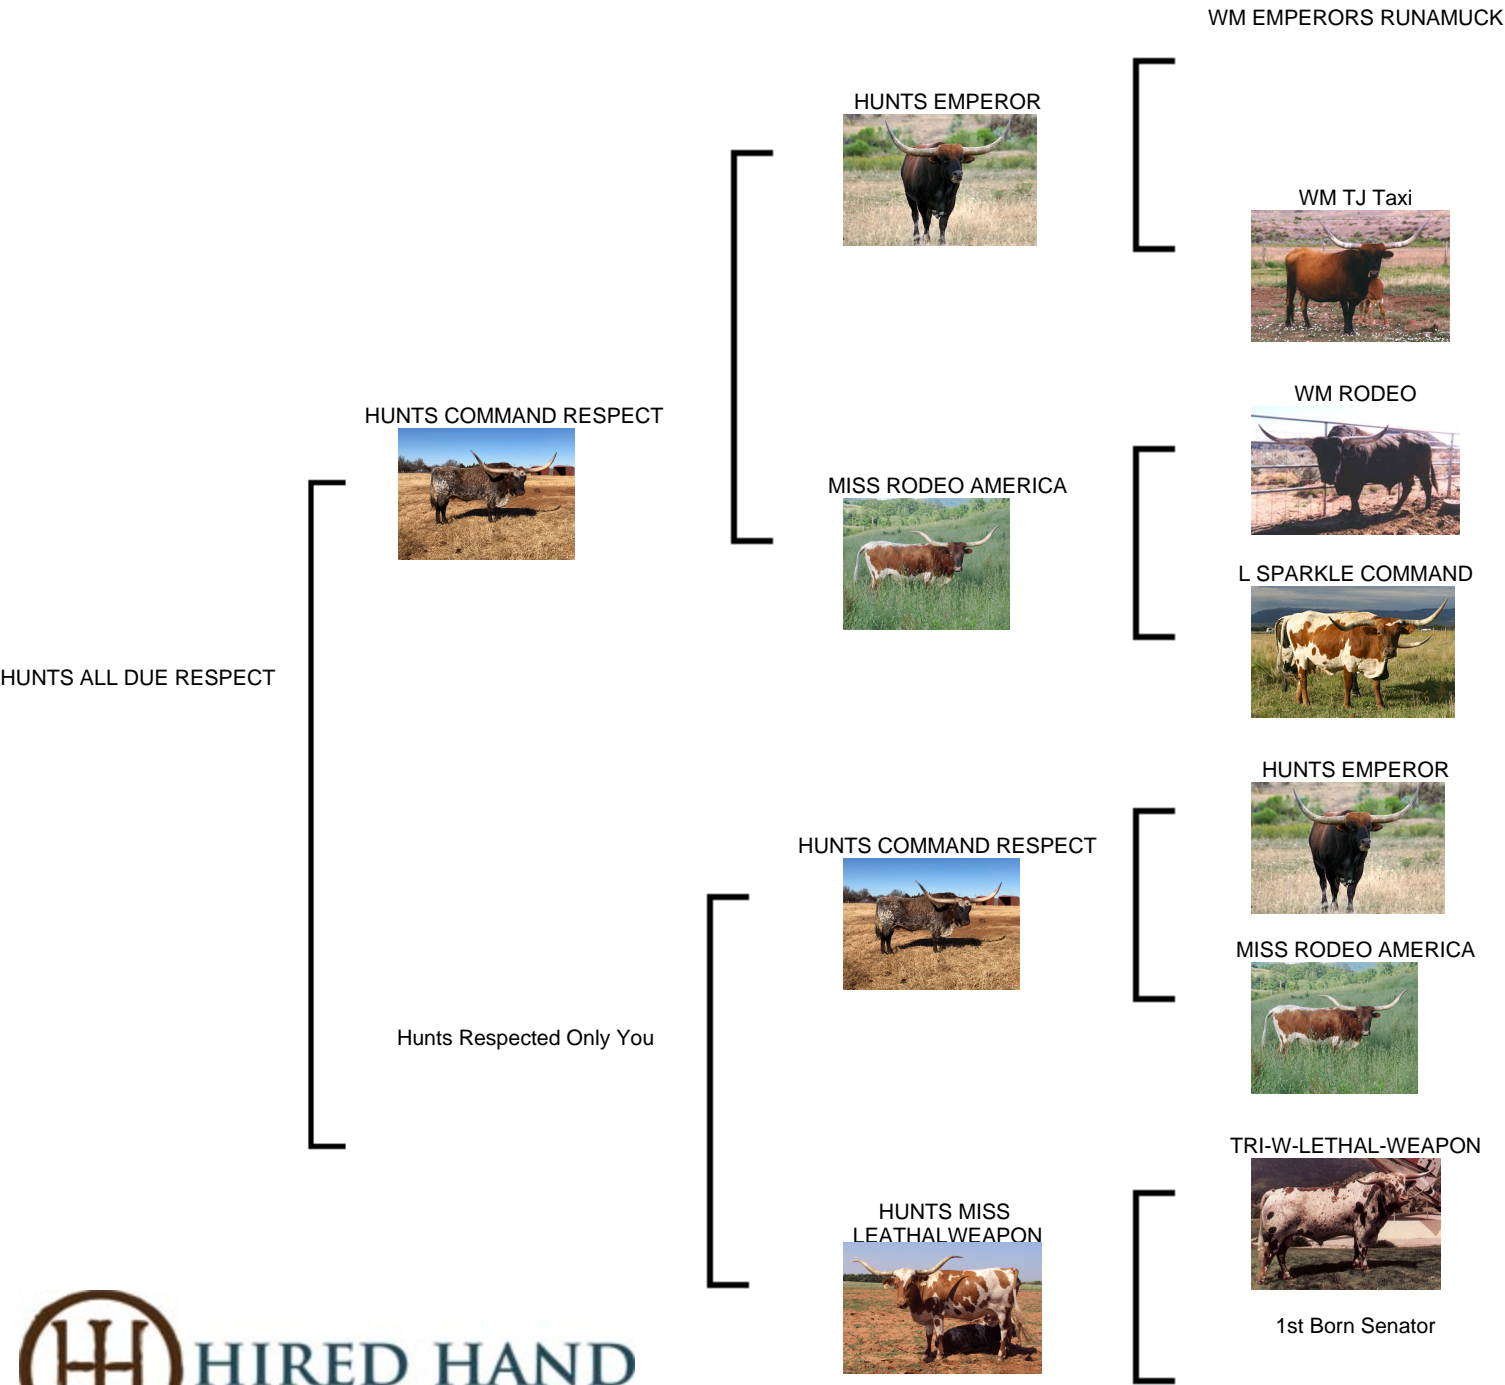 WM EMPERORS RUNAMUCK
HUNTS EMPEROR
WM TJ Taxi
WM RODEO
HUNTS COMMAND RESPECT
MISS RODEO AMERICA
L SPARKLE COMMAND
HUNTS ALL DUE RESPECT
HUNTS EMPEROR
HUNTS COMMAND RESPECT
MISS RODEO AMERICA
Hunts Respected Only You
TRI-W-LETHAL-WEAPON
HUNTS MISS
LEATHALWEAPON
1st Born Senator
HIRED HAND